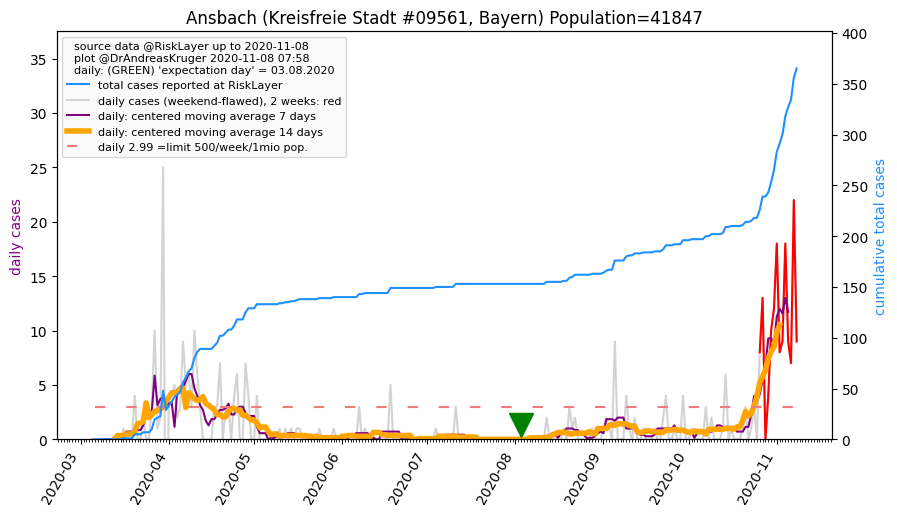 Ansbach (Kreisfreie Stadt #09561, Bayern) Population=41847
source data @RiskLayer up to 2020-11-08
plot @DrAndreasKruger 2020-11-08 07:58
daily: (GREEN) 'expectation day' = 03.08.2020
total cases reported at RiskLayer
daily cases (weekend-flawed), 2 weeks: red
daily: centered moving average 7 days
daily: centered moving average 14 days
daily 2.99 =limit 500/week/1mio pop.
daily cases
35
30
25
20
15
10
5
0
cumulative total cases
400
350
300
250
200
150
100
50
0
2020-03
2020-04
2020-05
2020-06
2020-07
2020-08
2020-09
2020-10
2020-11